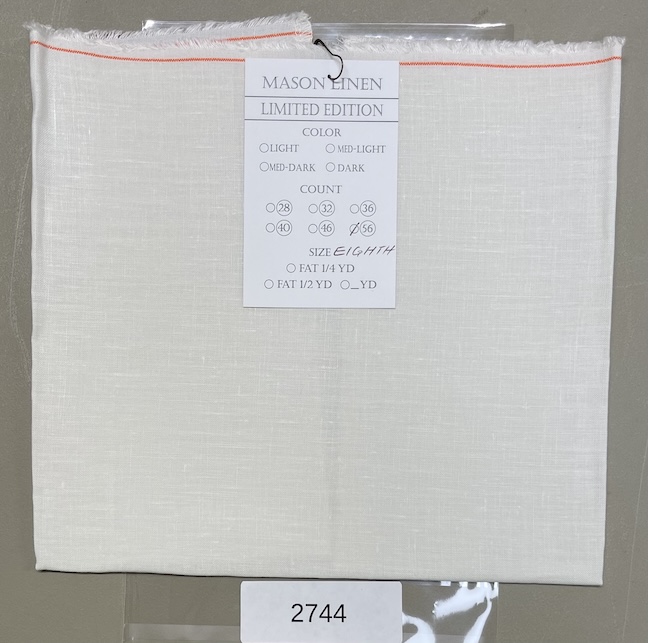 MASON LINEN
LIMITED EDITION
COLOR
LIGHT MED-LIGHT
MED-DARK DARK
COUNT
28 32 36
40 46 56
SIZE EIGHTH
FAT 1/4 YD
FAT 1/2 YD _YD
2744